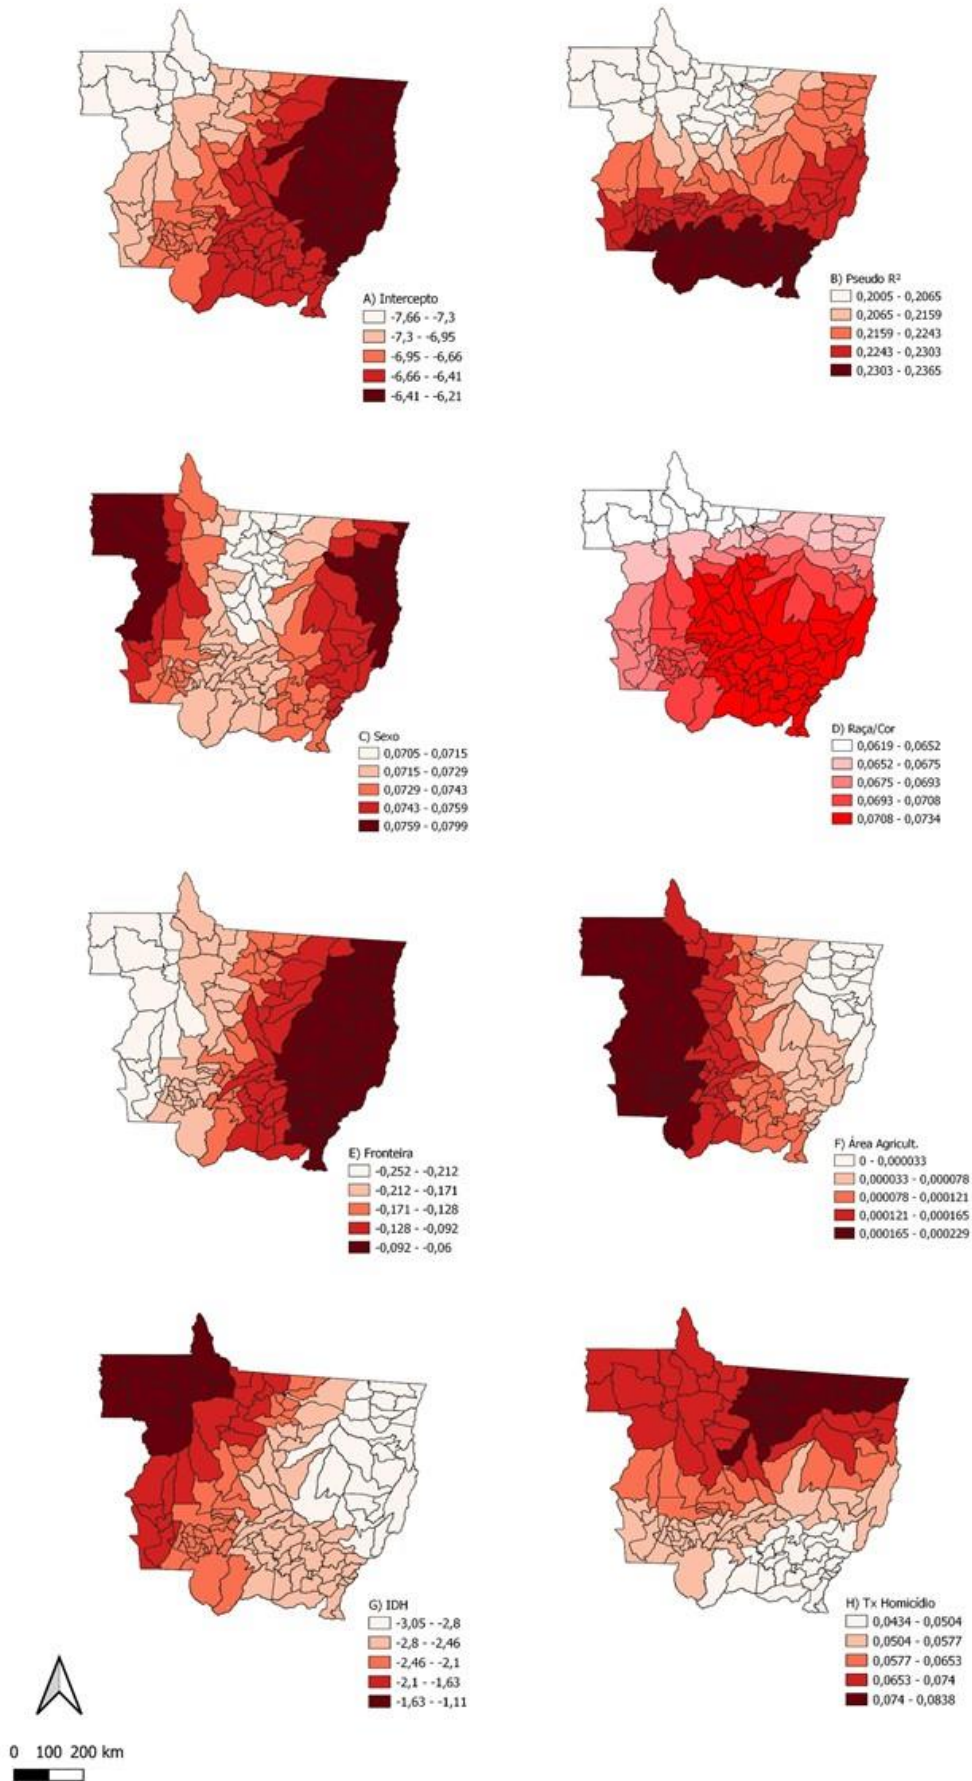 A) Intercepto
-7,66 - -7,3
-7,3 - -6,95
-6,95 - -6,66
-6,66 - -6,41
-6,41 - -6,21
B) Pseudo R²
0,2005 - 0,2065
0,2065 - 0,2159
0,2159 - 0,2243
0,2243 - 0,2303
0,2303 - 0,2365
C) Sexo
0,0705 - 0,0715
0,0715 - 0,0729
0,0729 - 0,0743
0,0743 - 0,0759
0,0759 - 0,0799
D) Raça/Cor
0,0619 - 0,0652
0,0652 - 0,0675
0,0675 - 0,0693
0,0693 - 0,0708
0,0708 - 0,0734
E) Fronteira
-0,252 - -0,212
-0,212 - -0,171
-0,171 - -0,128
-0,128 - -0,092
-0,092 - -0,06
F) Área Agricult.
0 - 0,000033
0,000033 - 0,000078
0,000078 - 0,000121
0,000121 - 0,000165
0,000165 - 0,000229
G) IDH
-3,05 - -2,8
-2,8 - -2,46
-2,46 - -2,1
-2,1 - -1,63
-1,63 - -1,11
H) Tx Homicídio
0,0434 - 0,0504
0,0504 - 0,0577
0,0577 - 0,0653
0,0653 - 0,074
0,074 - 0,0838
0 100 200 km